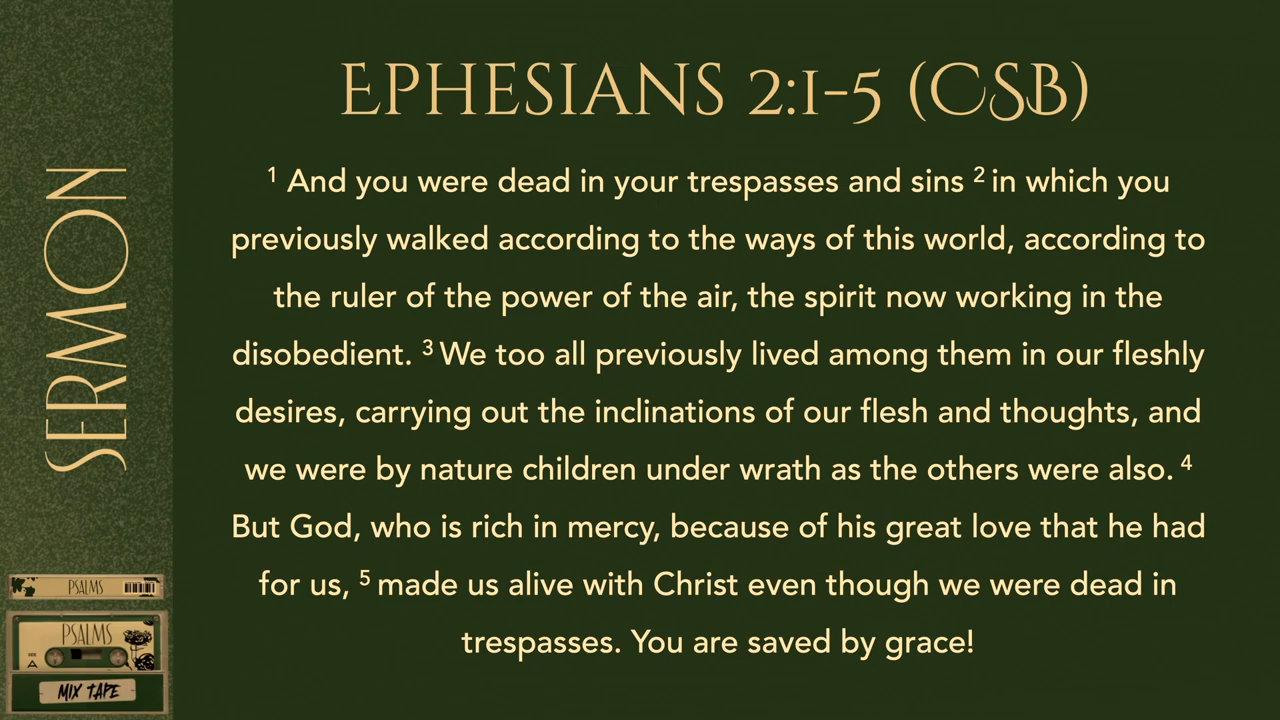 SERMON
EPHESIANS 2:1-5 (CSB)
¹ And you were dead in your trespasses and sins ² in which you
previously walked according to the ways of this world, according to
the ruler of the power of the air, the spirit now working in the
disobedient. ³ We too all previously lived among them in our fleshly
desires, carrying out the inclinations of our flesh and thoughts, and
we were by nature children under wrath as the others were also. ⁴
But God, who is rich in mercy, because of his great love that he had
for us, ⁵ made us alive with Christ even though we were dead in
trespasses. You are saved by grace!
PSALMS
PSALMS
A
MIX TAPE